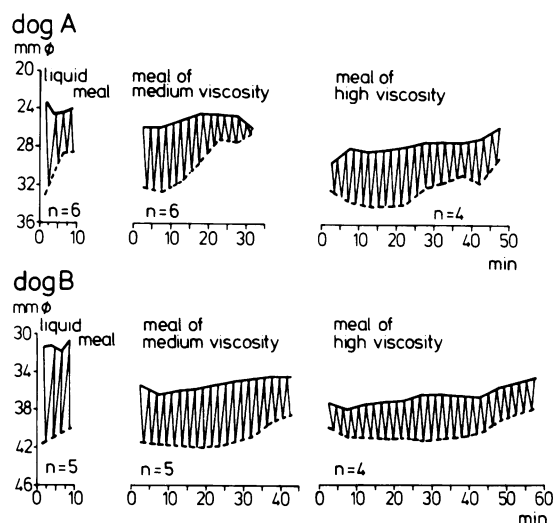 dog A
mm ϕ
20
24
28
32
36
liquid
meal
meal of
medium viscosity
meal of
high viscosity
n=6
n=6
n=4
0 10
0 10 20 30
0 10 20 30 40 50
min
dog B
mm ϕ
30
34
38
42
46
liquid
meal
meal of
medium viscosity
meal of
high viscosity
n=5
n=5
n=4
0 10
0 10 20 30 40
0 10 20 30 40 50 60
min